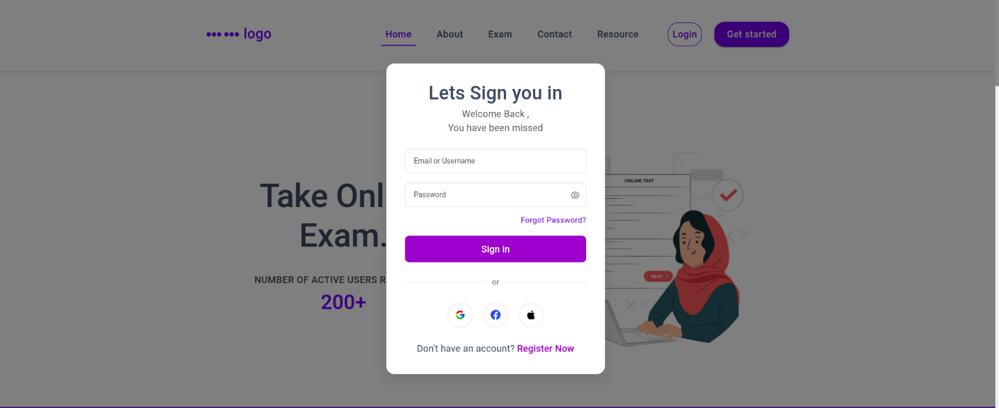 logo
Home
About
Exam
Contact
Resource
Login
Get started
Lets Sign you in
Welcome Back ,
You have been missed
Email or Username
Password
Forgot Password?
Sign in
or
Don't have an account? Register Now
Take Onl
Exam.
NUMBER OF ACTIVE USERS R
200+
ONLINE TEST
NEXT >
B
C